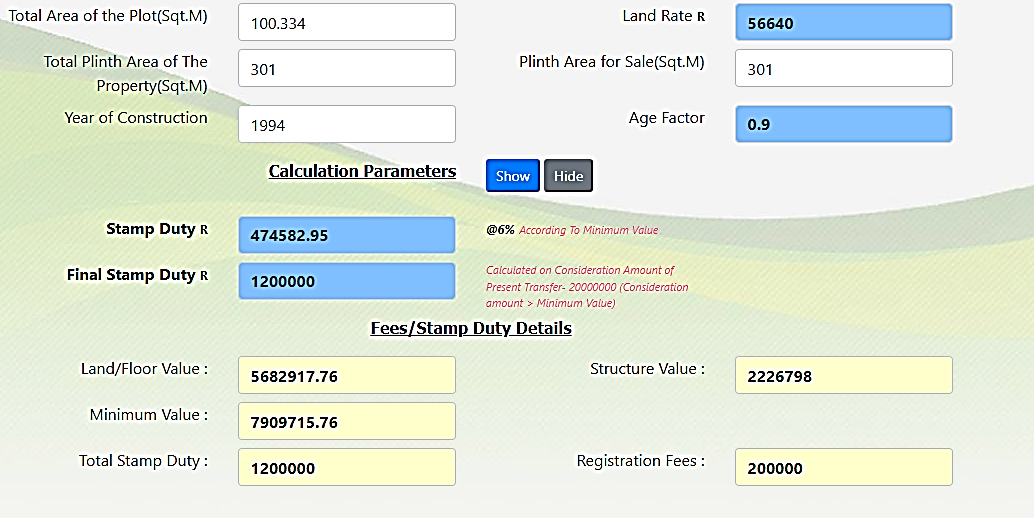 Total Area of the Plot(Sqt.M) 100.334 Land Rate R 56640
Total Plinth Area of The Property(Sqt.M) 301 Plinth Area for Sale(Sqt.M) 301
Year of Construction 1994 Age Factor 0.9
Calculation Parameters Show Hide
Stamp Duty R 474582.95 @6% According To Minimum Value
Final Stamp Duty R 1200000 Calculated on Consideration Amount of
Present Transfer- 20000000 (Consideration
amount > Minimum Value)
Fees/Stamp Duty Details
Land/Floor Value : 5682917.76 Structure Value : 2226798
Minimum Value : 7909715.76
Total Stamp Duty : 1200000 Registration Fees : 200000